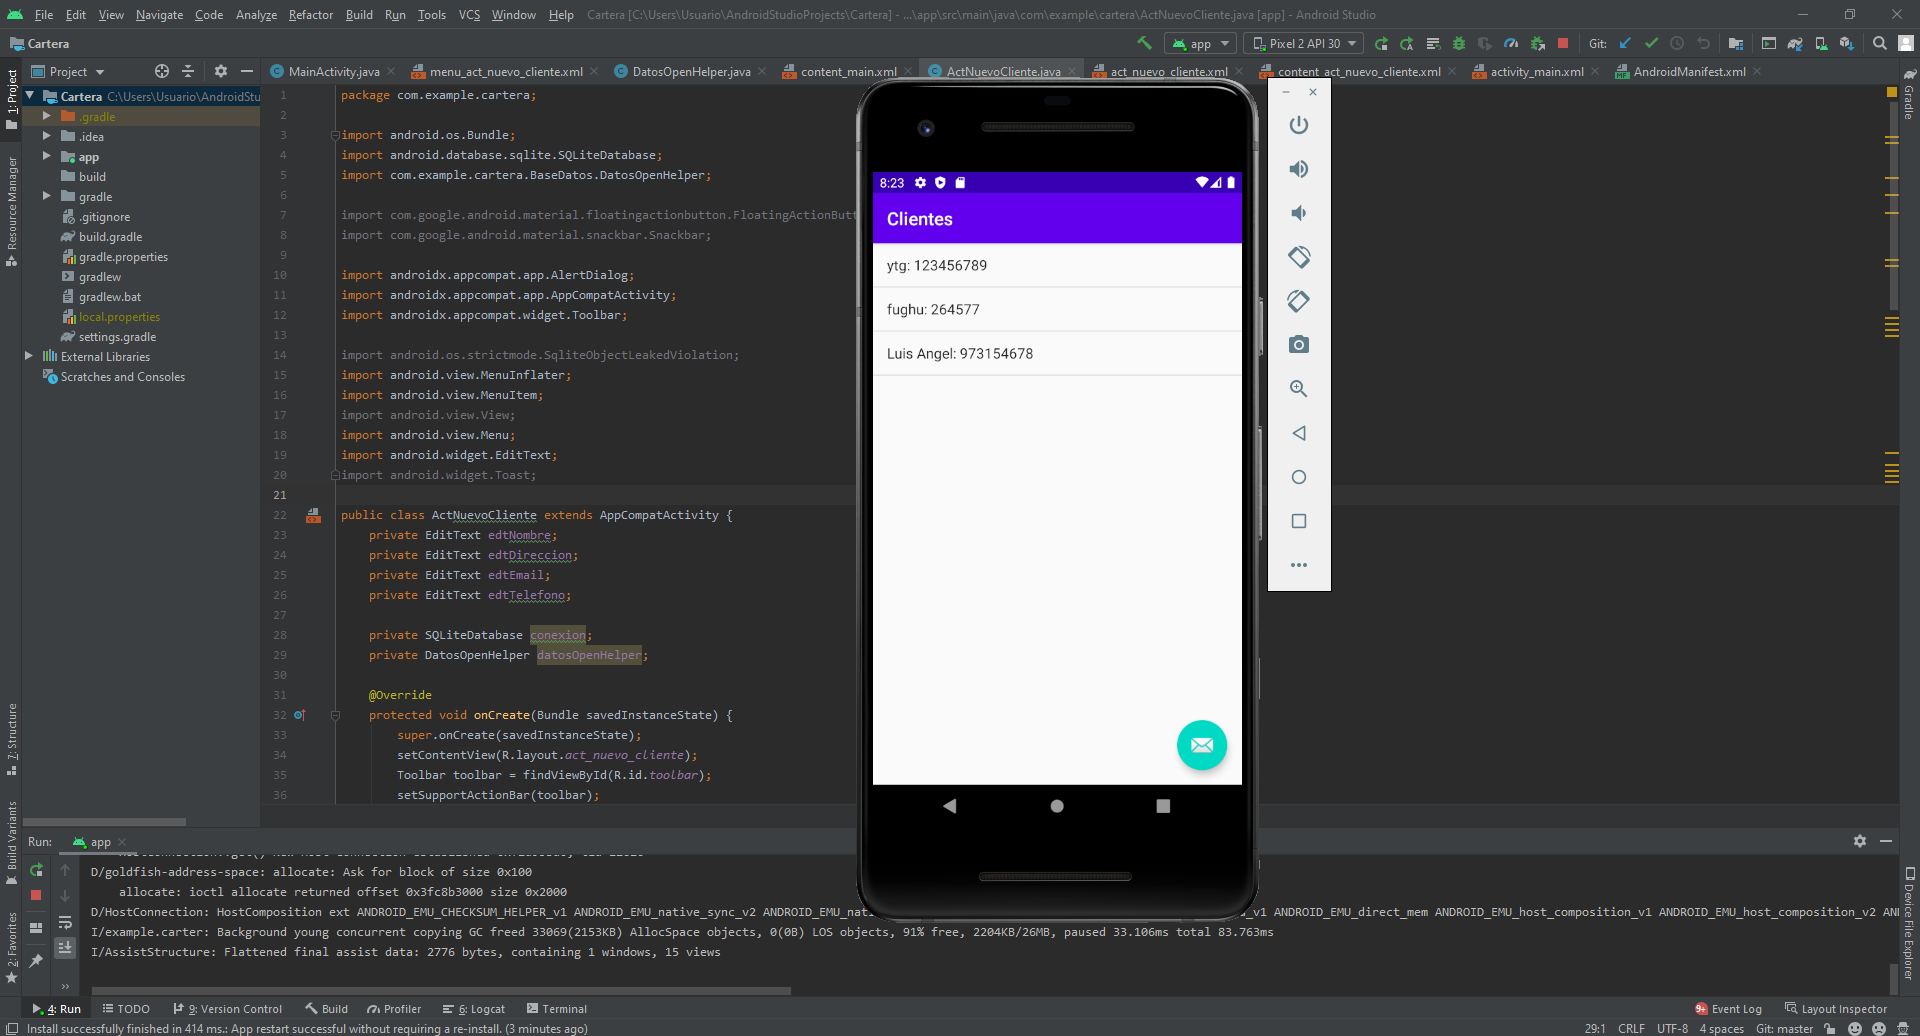 File Edit View Navigate Code Analyze Refactor Build Run Tools VCS Window Help Cartera [C:\Users\Usuario\AndroidStudioProjects\Cartera] - ...\app\src\main\java\com\example\cartera\ActNuevoCliente.java [app] - Android Studio
Cartera app Pixel 2 API 30 Git:
Project MainActivity.java menu_act_nuevo_cliente.xml DatosOpenHelper.java content_main.xml ActNuevoCliente.java act_nuevo_cliente.xml content_act_nuevo_cliente.xml activity_main.xml AndroidManifest.xml
1: Project
Resource Manager
7: Structure
Build Variants
2: Favorites
Gradle
Device File Explorer
Cartera C:\Users\Usuario\AndroidStu
.gradle
.idea
app
build
gradle
.gitignore
build.gradle
gradle.properties
gradlew
gradlew.bat
local.properties
settings.gradle
External Libraries
Scratches and Consoles
1 package com.example.cartera;
2
3 import android.os.Bundle;
4 import android.database.sqlite.SQLiteDatabase;
5 import com.example.cartera.BaseDatos.DatosOpenHelper;
6
7 import com.google.android.material.floatingactionbutton.FloatingActionButt
8 import com.google.android.material.snackbar.Snackbar;
9
10 import androidx.appcompat.app.AlertDialog;
11 import androidx.appcompat.app.AppCompatActivity;
12 import androidx.appcompat.widget.Toolbar;
13
14 import android.os.strictmode.SqliteObjectLeakedViolation;
15 import android.view.MenuInflater;
16 import android.view.MenuItem;
17 import android.view.View;
18 import android.view.Menu;
19 import android.widget.EditText;
20 import android.widget.Toast;
21
22 public class ActNuevoCliente extends AppCompatActivity {
23 private EditText edtNombre;
24 private EditText edtDireccion;
25 private EditText edtEmail;
26 private EditText edtTelefono;
27
28 private SQLiteDatabase conexion;
29 private DatosOpenHelper datosOpenHelper;
30
31 @Override
32 protected void onCreate(Bundle savedInstanceState) {
33 super.onCreate(savedInstanceState);
34 setContentView(R.layout.act_nuevo_cliente);
35 Toolbar toolbar = findViewById(R.id.toolbar);
36 setSupportActionBar(toolbar);
8:23
Clientes
ytg: 123456789
fughu: 264577
Luis Angel: 973154678
Run: app
D/goldfish-address-space: allocate: Ask for block of size 0x100
allocate: ioctl allocate returned offset 0x3fc8b3000 size 0x2000
D/HostConnection: HostComposition ext ANDROID_EMU_CHECKSUM_HELPER_v1 ANDROID_EMU_native_sync_v2 ANDROID_EMU_nati _v1 ANDROID_EMU_direct_mem ANDROID_EMU_host_composition_v1 ANDROID_EMU_host_composition_v2 AN
I/example.carter: Background young concurrent copying GC freed 33069(2153KB) AllocSpace objects, 0(0B) LOS objects, 91% free, 2204KB/26MB, paused 33.106ms total 83.763ms
I/AssistStructure: Flattened final assist data: 2776 bytes, containing 1 windows, 15 views
4: Run TODO 9: Version Control Build Profiler 6: Logcat Terminal 9+ Event Log Layout Inspector
Install successfully finished in 414 ms.: App restart successful without requiring a re-install. (3 minutes ago) 29:1 CRLF UTF-8 4 spaces Git: master